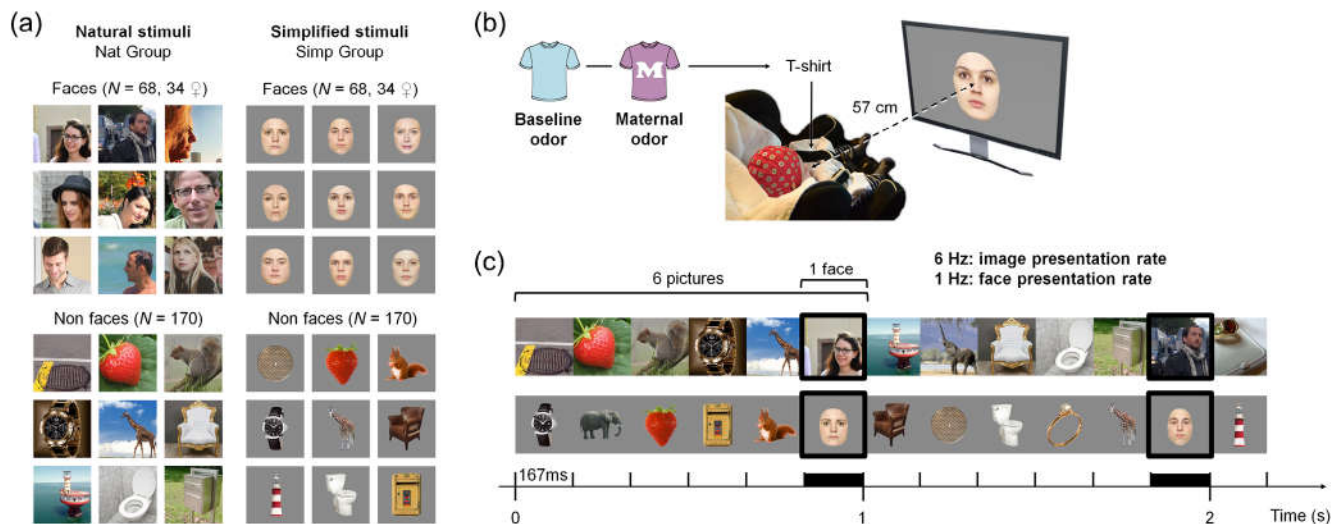 (a)
Natural stimuli
Nat Group
Simplified stimuli
Simp Group
Faces (N = 68, 34 ♀)
Faces (N = 68, 34 ♀)
Non faces (N = 170)
Non faces (N = 170)
(b)
M
Baseline
odor
Maternal
odor
T-shirt
57 cm
(c)
6 pictures
1 face
6 Hz: image presentation rate
1 Hz: face presentation rate
167ms
0
1
2
Time (s)